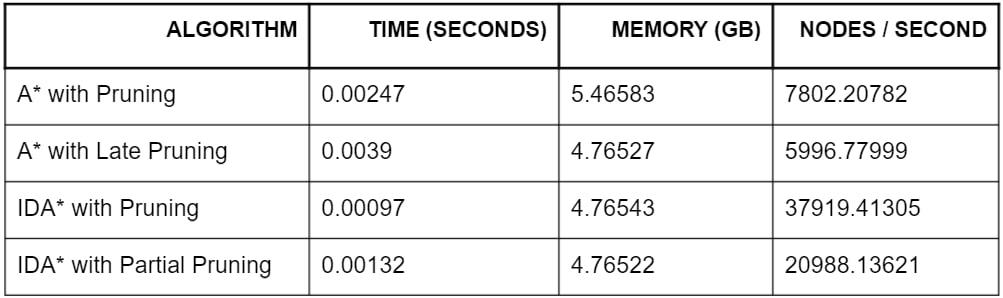 ALGORITHM TIME (SECONDS) MEMORY (GB) NODES / SECOND
A* with Pruning 0.00247 5.46583 7802.20782
A* with Late Pruning 0.0039 4.76527 5996.77999
IDA* with Pruning 0.00097 4.76543 37919.41305
IDA* with Partial Pruning 0.00132 4.76522 20988.13621